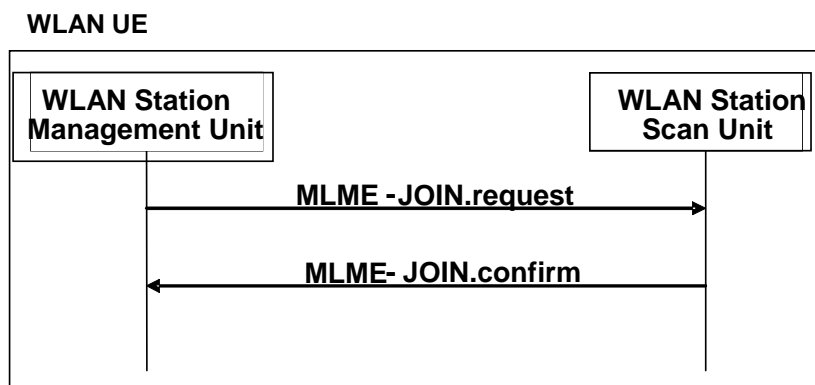 WLAN UE
WLAN Station
Management Unit
WLAN Station
Scan Unit
MLME -JOIN.request
MLME- JOIN.confirm